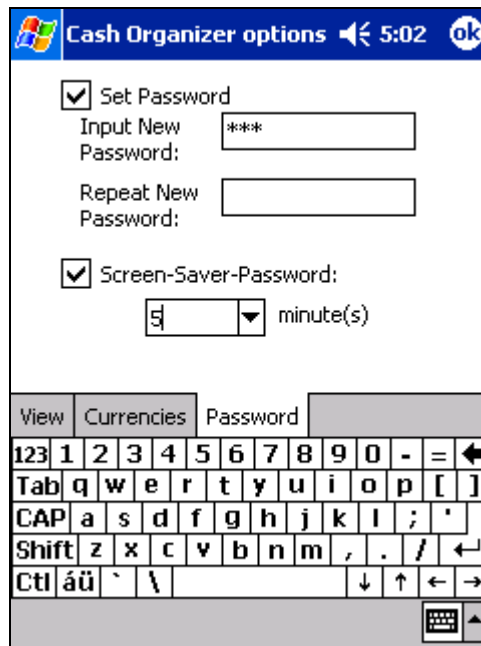 Cash Organizer options 5:02 ok
Set Password
Input New
Password:
***
Repeat New
Password:
Screen-Saver-Password:
5 minute(s)
View Currencies Password
123 1 2 3 4 5 6 7 8 9 0 - =
Tab q w e r t y u i o p [ ]
CAP a s d f g h j k l ; '
Shift z x c v b n m , . /
Ctl áü ` \